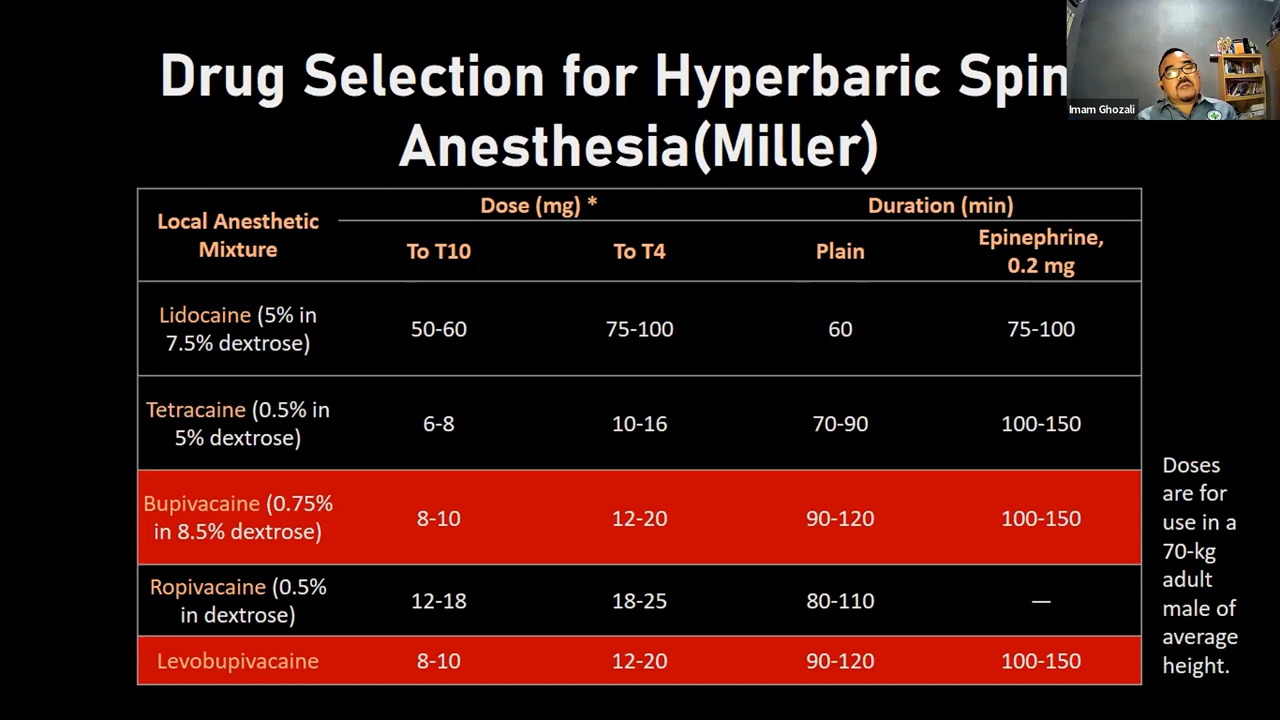 Drug Selection for Hyperbaric Spin
Anesthesia(Miller)
Imam Ghozali
Local Anesthetic
Mixture
Dose (mg) *
Duration (min)
To T10
To T4
Plain
Epinephrine,
0.2 mg
Lidocaine (5% in
7.5% dextrose)
50-60
75-100
60
75-100
Tetracaine (0.5% in
5% dextrose)
6-8
10-16
70-90
100-150
Bupivacaine (0.75%
in 8.5% dextrose)
8-10
12-20
90-120
100-150
Ropivacaine (0.5%
in dextrose)
12-18
18-25
80-110
—
Levobupivacaine
8-10
12-20
90-120
100-150
Doses
are for
use in a
70-kg
adult
male of
average
height.